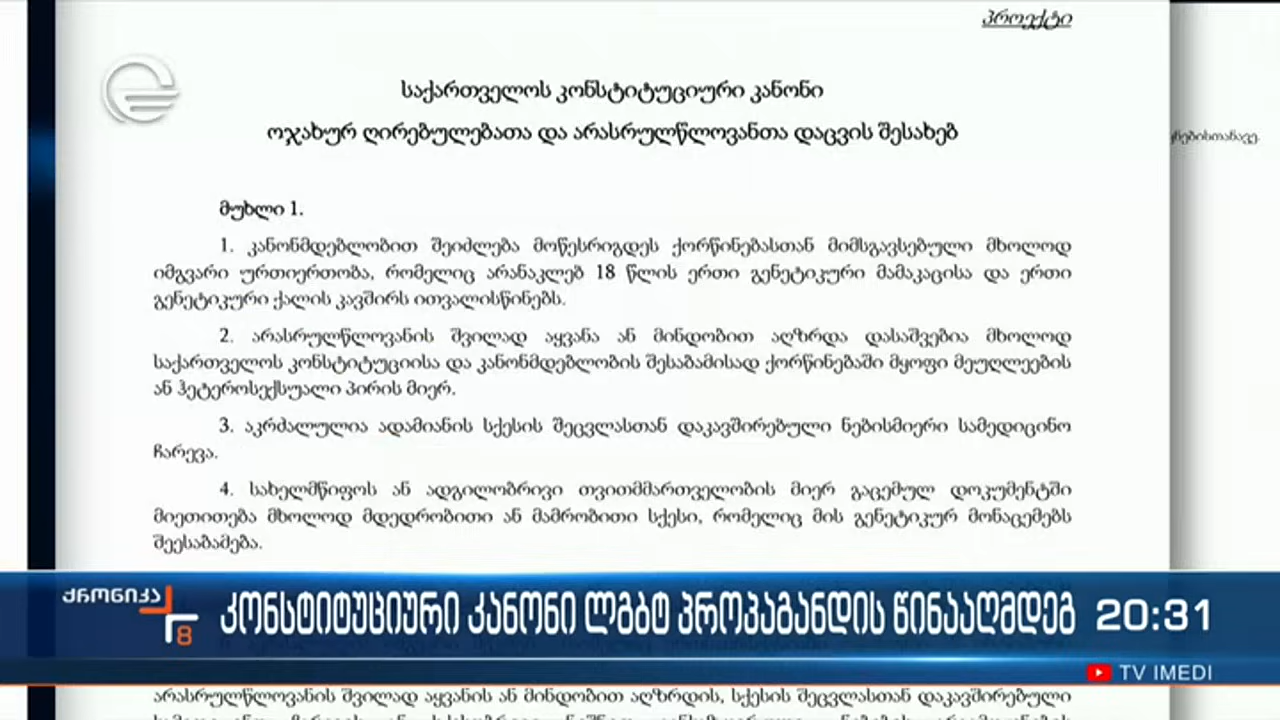 პროექტი
საქართველოს კონსტიტუციური კანონი
ოჯახურ ღირებულებათა და არასრულწლოვანთა დაცვის შესახებ
მუხლი 1.
1. კანონმდებლობით შეიძლება მოწესრიგდეს ქორწინებასთან მიმსგავსებული მხოლოდ
იმგვარი ურთიერთობა, რომელიც არანაკლებ 18 წლის ერთი გენეტიკური მამაკაცისა და ერთი
გენეტიკური ქალის კავშირს ითვალისწინებს.
2. არასრულწლოვანის შვილად აყვანა ან მინდობით აღზრდა დასაშვებია მხოლოდ
საქართველოს კონსტიტუციისა და კანონმდებლობის შესაბამისად ქორწინებაში მყოფი მეუღლეების
ან ჰეტეროსექსუალი პირის მიერ.
3. აკრძალულია ადამიანის სქესის შეცვლასთან დაკავშირებული ნებისმიერი სამედიცინო
ჩარევა.
4. სახელმწიფოს ან ადგილობრივი თვითმმართველობის მიერ გაცემულ დოკუმენტში
მიეთითება მხოლოდ მდედრობითი ან მამრობითი სქესი, რომელიც მის გენეტიკურ მონაცემებს
შეესაბამება.
ქრონიკა
8
კონსტიტუციური კანონი ლგბტ პროპაგანდის წინააღმდეგ 20:31
TV IMEDI
არასრულწლოვანის შვილად აყვანის ან მინდობით აღზრდის, სქესის შეცვლასთან დაკავშირებული